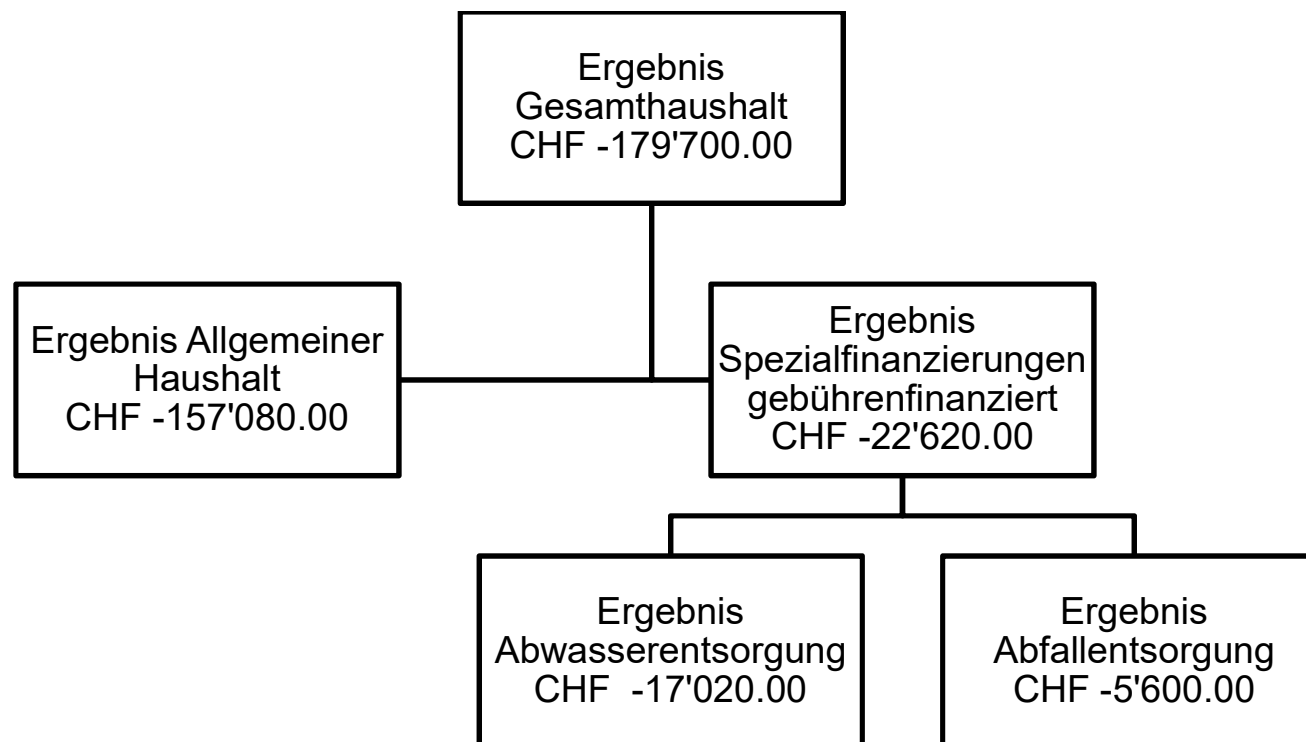 Ergebnis
Gesamthaushalt
CHF -179'700.00
Ergebnis Allgemeiner
Haushalt
CHF -157'080.00
Ergebnis
Spezialfinanzierungen
gebührenfinanziert
CHF -22'620.00
Ergebnis
Abwasserentsorgung
CHF  -17'020.00
Ergebnis
Abfallentsorgung
CHF -5'600.00